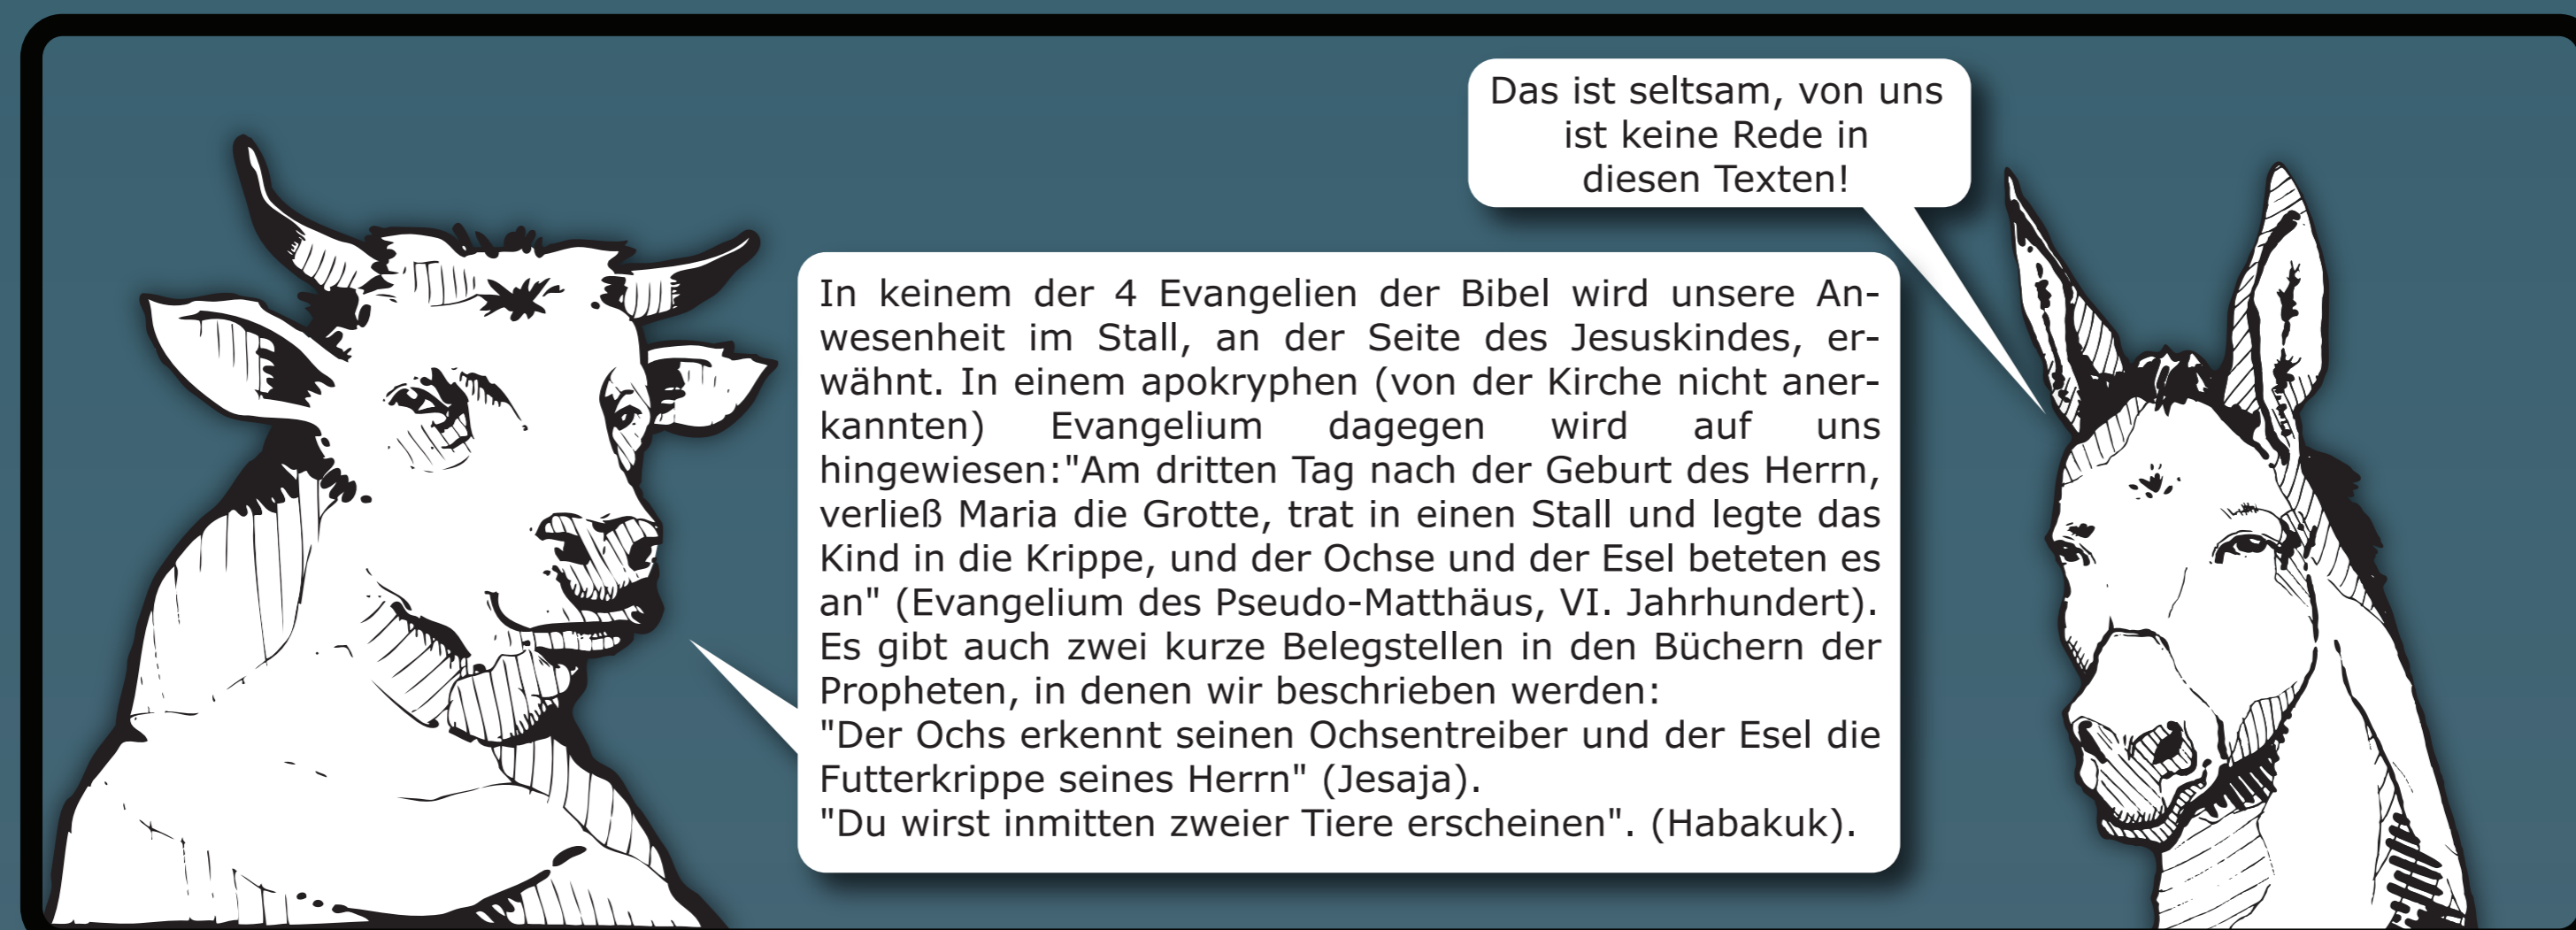 Das ist seltsam, von uns
ist keine Rede in
diesen Texten!
In keinem der 4 Evangelien der Bibel wird unsere An-
wesenheit im Stall, an der Seite des Jesuskindes, er-
wähnt. In einem apokryphen (von der Kirche nicht aner-
kannten) Evangelium dagegen wird auf uns
hingewiesen:"Am dritten Tag nach der Geburt des Herrn,
verließ Maria die Grotte, trat in einen Stall und legte das
Kind in die Krippe, und der Ochse und der Esel beteten es
an" (Evangelium des Pseudo-Matthäus, VI. Jahrhundert).
Es gibt auch zwei kurze Belegstellen in den Büchern der
Propheten, in denen wir beschrieben werden:
"Der Ochs erkennt seinen Ochsentreiber und der Esel die
Futterkrippe seines Herrn" (Jesaja).
"Du wirst inmitten zweier Tiere erscheinen". (Habakuk).